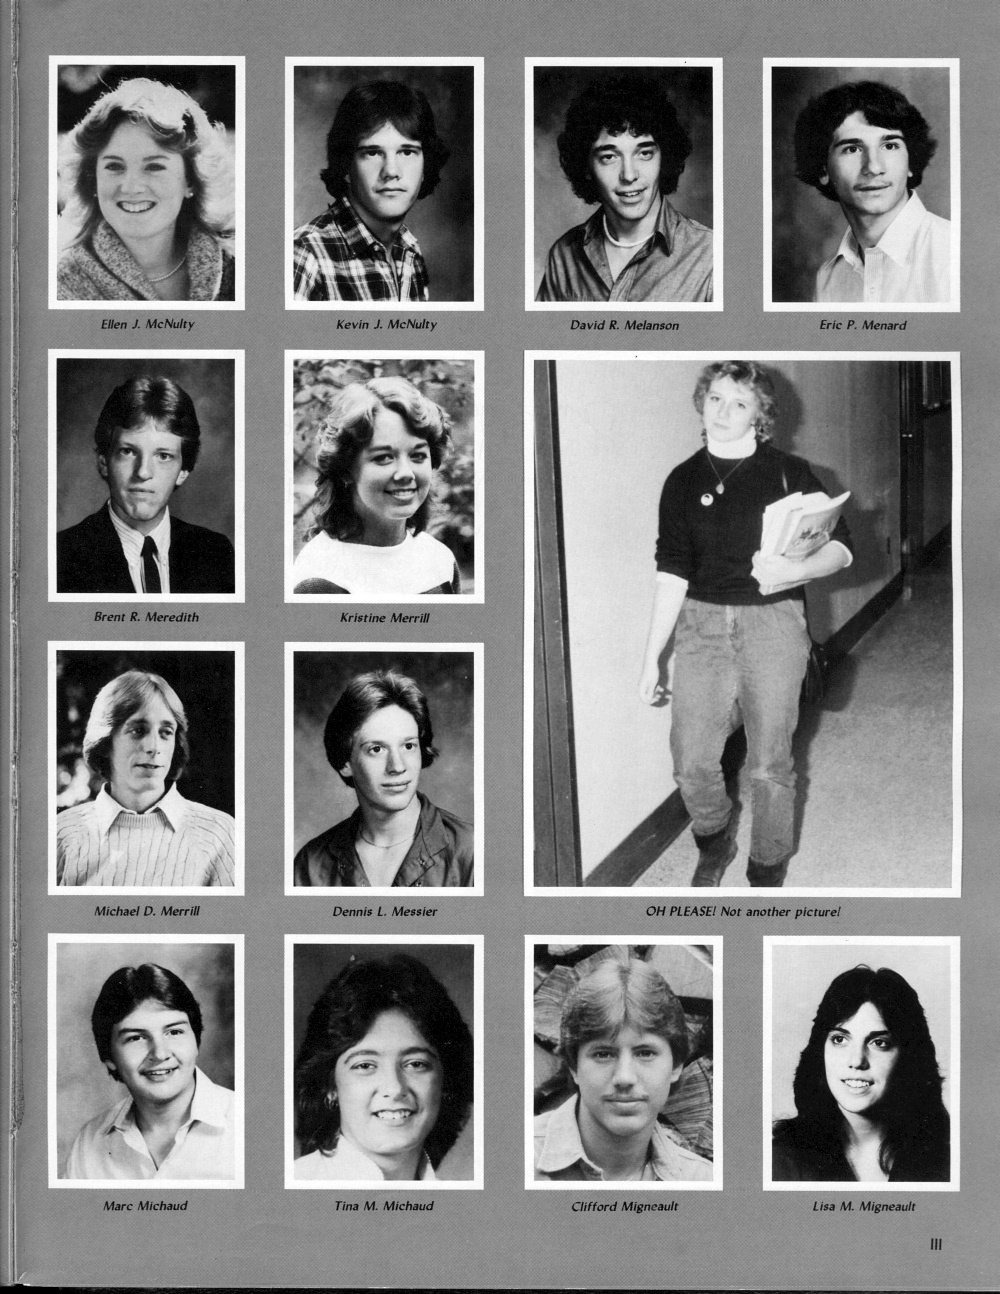 Ellen J. McNulty
Kevin J. McNulty
David R. Melanson
Eric P. Menard
Brent R. Meredith
Kristine Merrill
Michael D. Merrill
Dennis L. Messier
OH PLEASE! Not another picture!
Marc Michaud
Tina M. Michaud
Clifford Migneault
Lisa M. Migneault
III